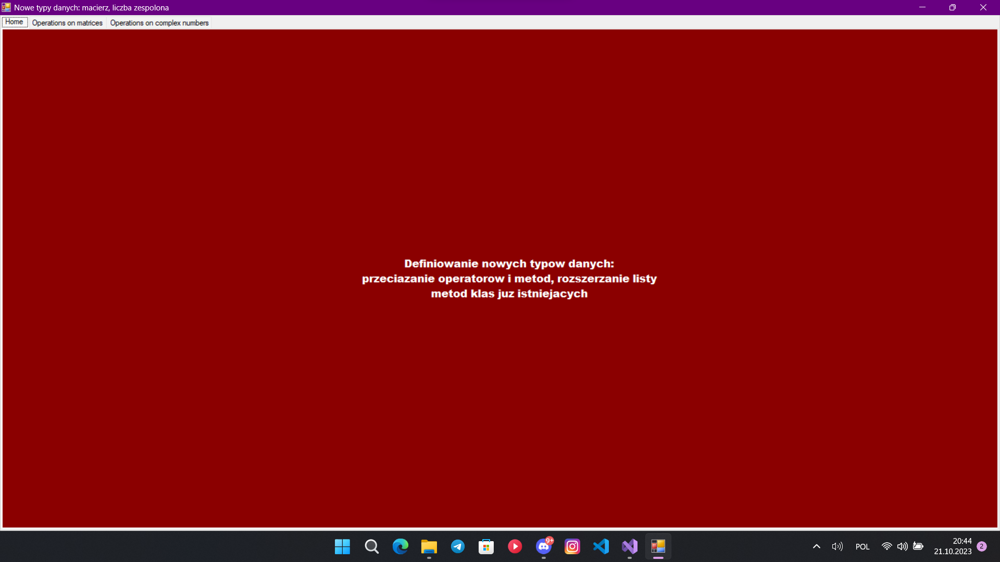 Nowe typy danych: macierz, liczba zespolona
Home
Operations on matrices
Operations on complex numbers
Definiowanie nowych typow danych:
przeciazanie operatorow i metod, rozszerzanie listy
metod klas juz istniejacych
9+
POL
20:44
21.10.2023
2